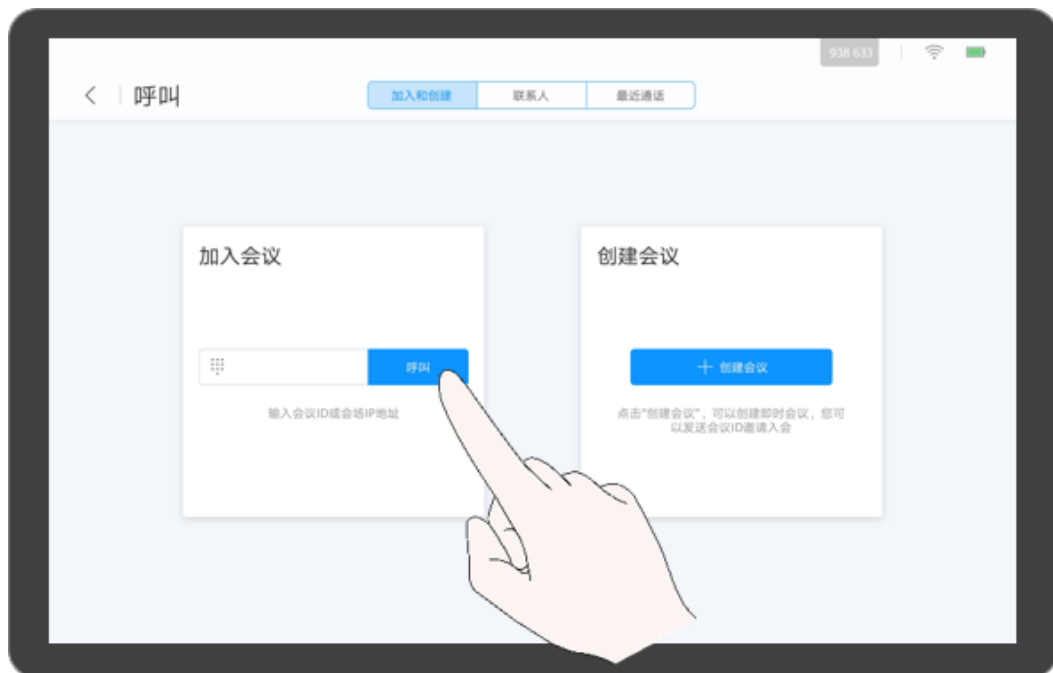 938 633
呼叫
加入和创建
联系人
最近通话
加入会议
呼叫
输入会议ID或会场IP地址
创建会议
创建会议
点击“创建会议”，可以创建即时会议，您可
以发送会议ID邀请入会